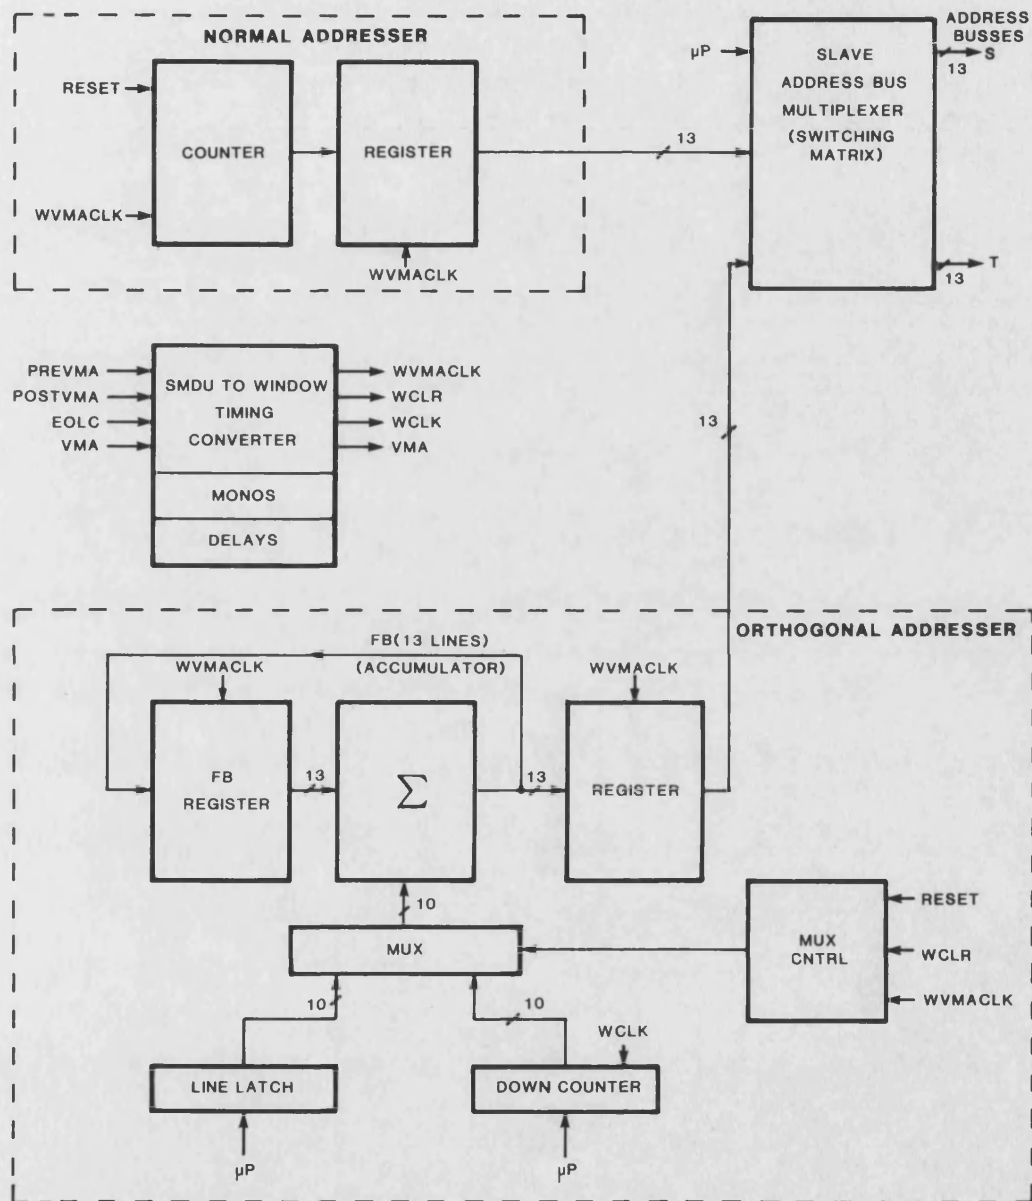 NORMAL ADDRESSER
RESET
WVMACLK
COUNTER
REGISTER
WVMACLK
13
µP
SLAVE
ADDRESS BUS
MULTIPLEXER
(SWITCHING
MATRIX)
ADDRESS
BUSSES
S
13
T
13
PREVMA
POSTVMA
EOLC
VMA
SMDU TO WINDOW
TIMING
CONVERTER
MONOS
DELAYS
WVMACLK
WCLR
WCLK
VMA
13
ORTHOGONAL ADDRESSER
FB(13 LINES)
(ACCUMULATOR)
WVMACLK
WVMACLK
FB
REGISTER
13
Σ
13
REGISTER
10
MUX
MUX
CNTRL
RESET
WCLR
WVMACLK
10
10
WCLK
LINE LATCH
DOWN COUNTER
µP
µP